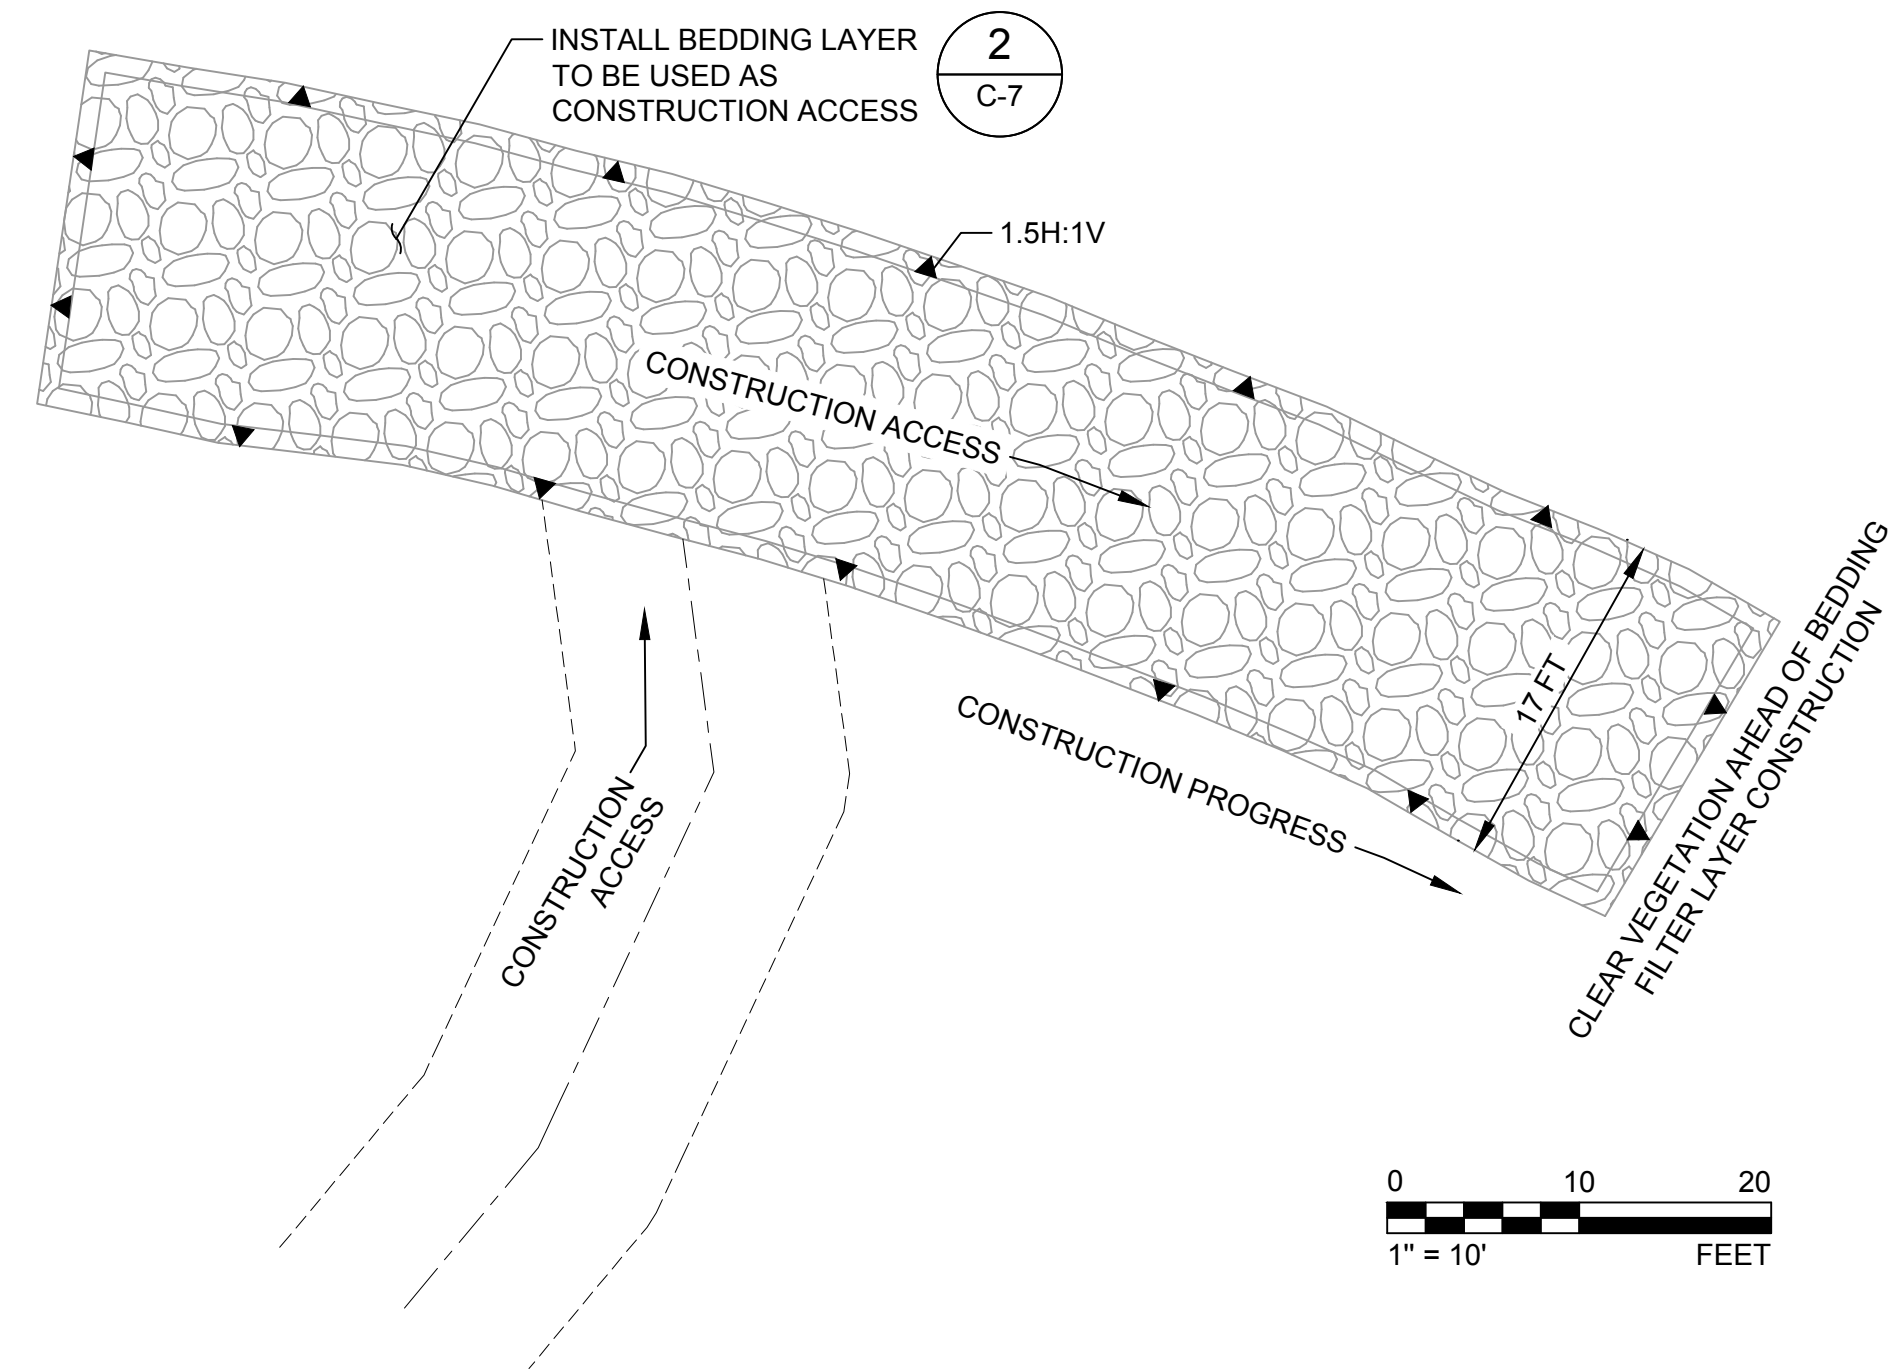 INSTALL BEDDING LAYER
TO BE USED AS
CONSTRUCTION ACCESS
2
C-7
1.5H:1V
CONSTRUCTION ACCESS
17 FT
CONSTRUCTION PROGRESS
CLEAR VEGETATION AHEAD OF BEDDING
FILTER LAYER CONSTRUCTION
CONSTRUCTION
ACCESS
0 10 20
1" = 10' FEET